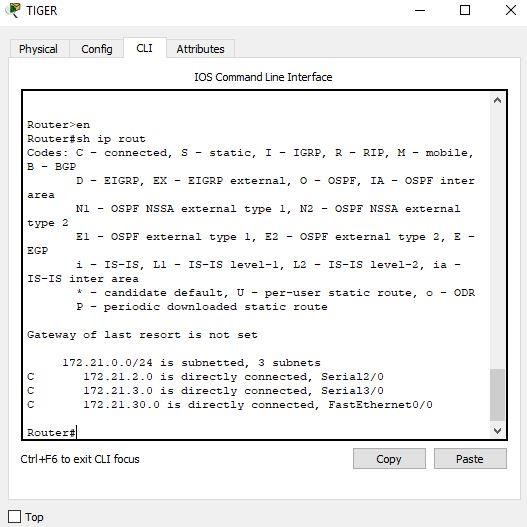 TIGER
Physical Config CLI Attributes
IOS Command Line Interface
Router>en
Router#sh ip rout
Codes: C - connected, S - static, I - IGRP, R - RIP, M - mobile,
B - BGP
D - EIGRP, EX - EIGRP external, O - OSPF, IA - OSPF inter
area
N1 - OSPF NSSA external type 1, N2 - OSPF NSSA external
type 2
E1 - OSPF external type 1, E2 - OSPF external type 2, E -
EGP
i - IS-IS, L1 - IS-IS level-1, L2 - IS-IS level-2, ia -
IS-IS inter area
* - candidate default, U - per-user static route, o - ODR
P - periodic downloaded static route
Gateway of last resort is not set
172.21.0.0/24 is subnetted, 3 subnets
C 172.21.2.0 is directly connected, Serial2/0
C 172.21.3.0 is directly connected, Serial3/0
C 172.21.30.0 is directly connected, FastEthernet0/0
Router#
Ctrl+F6 to exit CLI focus
Copy Paste
Top